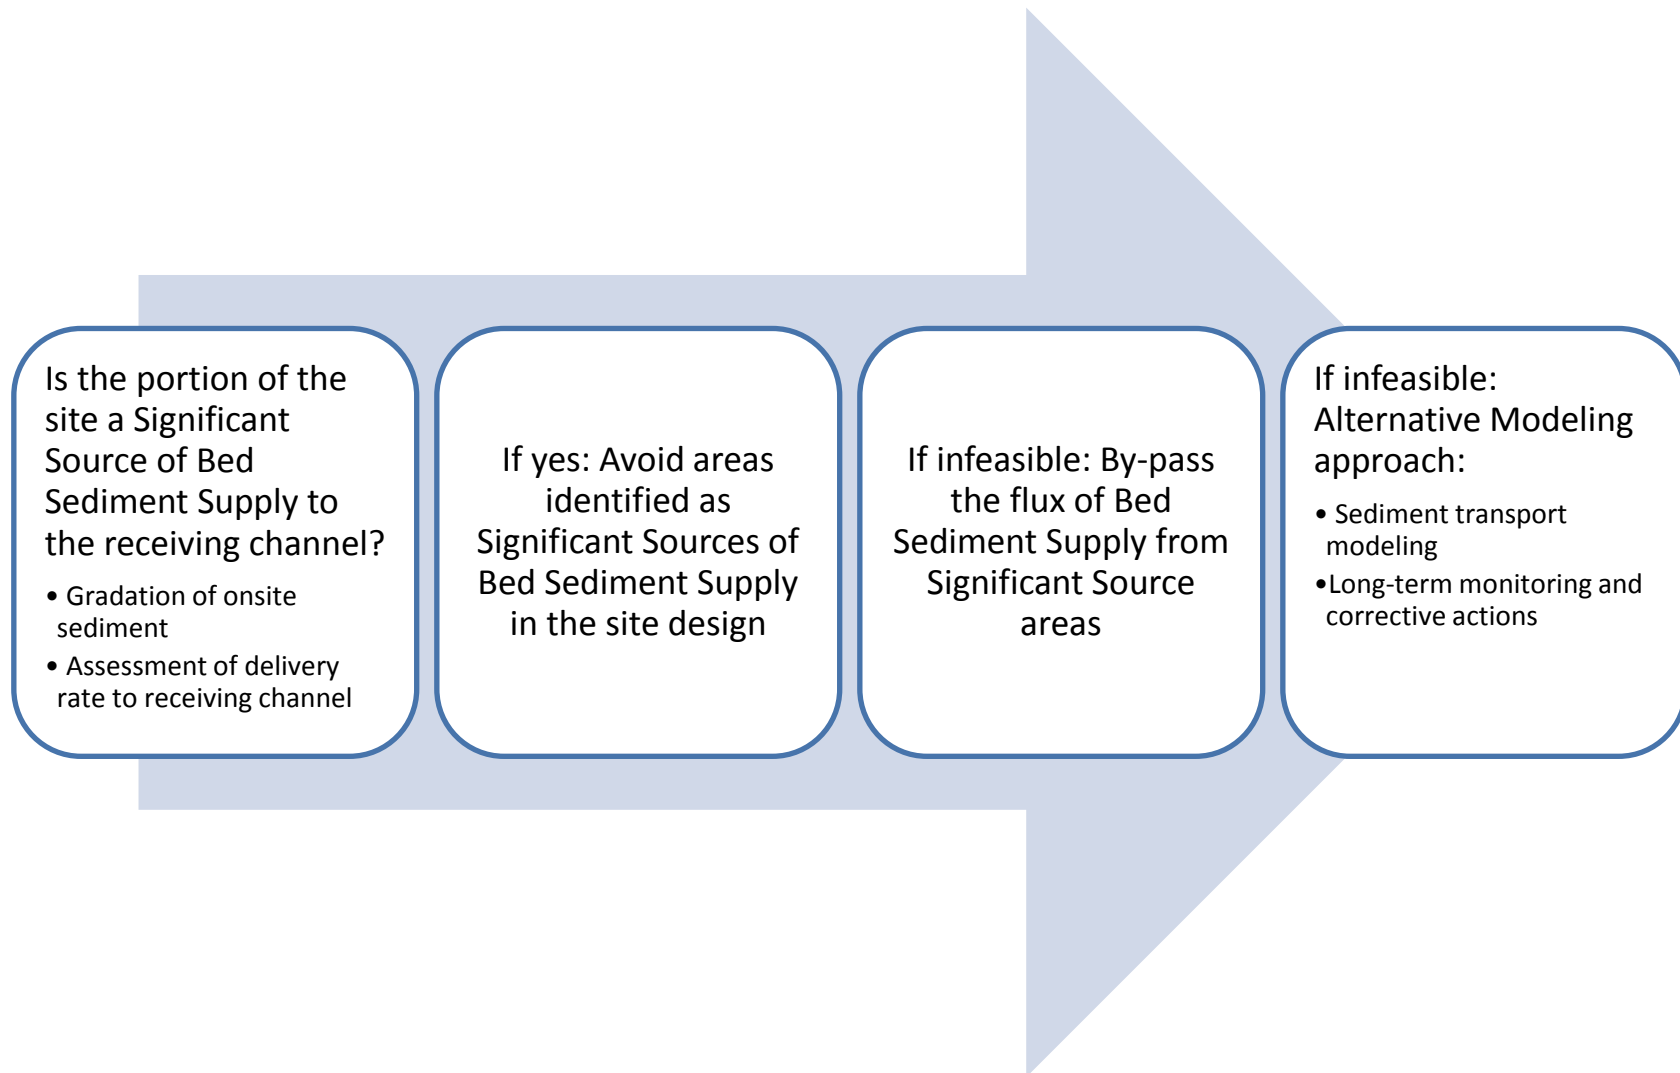 Is the portion of the
site a Significant
Source of Bed
Sediment Supply to
the receiving channel?
• Gradation of onsite
sediment
• Assessment of delivery
rate to receiving channel
If yes: Avoid areas
identified as
Significant Sources of
Bed Sediment Supply
in the site design
If infeasible: By-pass
the flux of Bed
Sediment Supply from
Significant Source
areas
If infeasible:
Alternative Modeling
approach:
• Sediment transport
modeling
•Long-term monitoring and
corrective actions